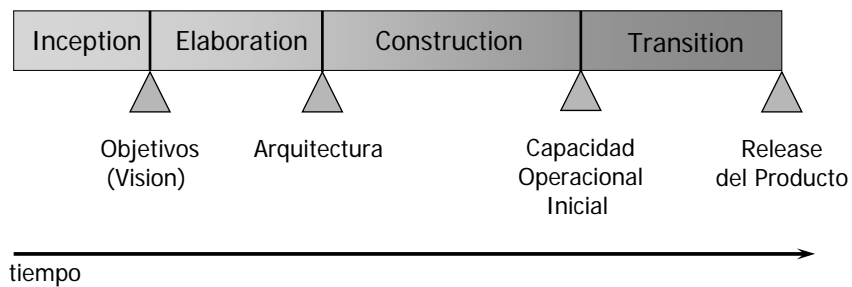 Inception Elaboration Construction Transition
Objetivos
(Vision)
Arquitectura
Capacidad
Operacional
Inicial
Release
del Producto
tiempo